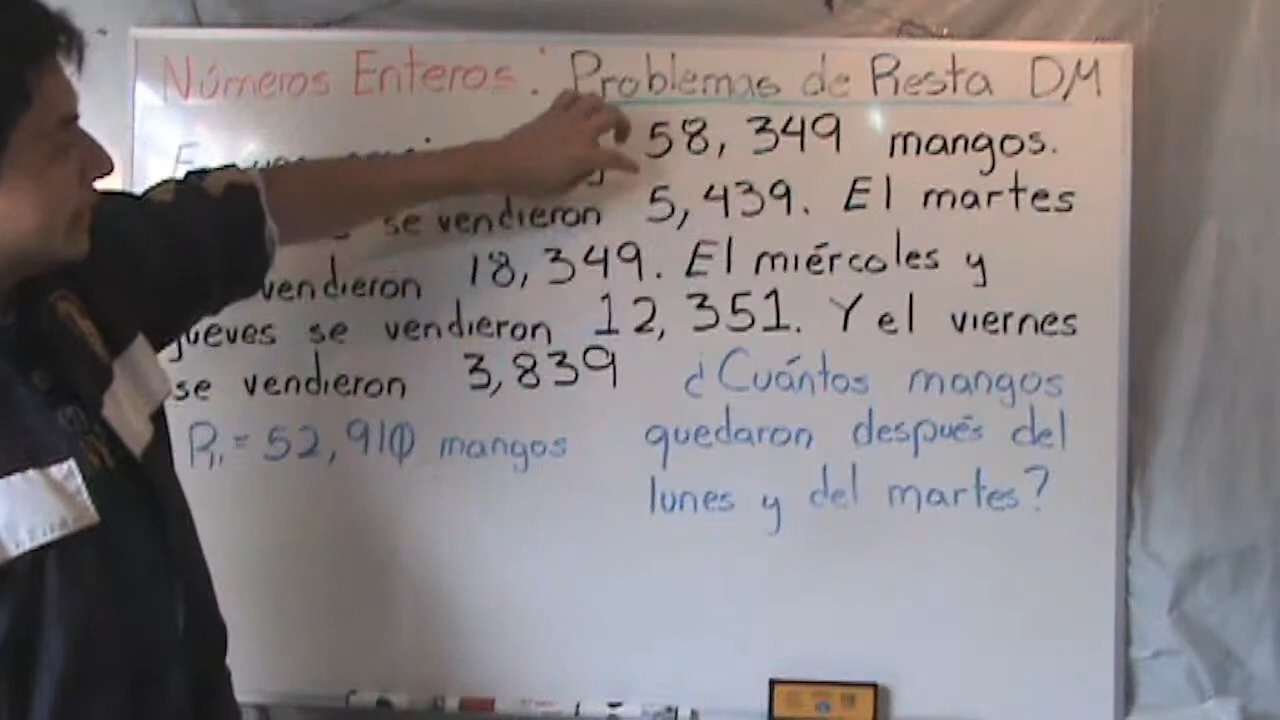 Números Enteros: Problemas de Resta DM
58,349 mangos.
se vendieron 5,439. El martes
vendieron 18,349. El miércoles y
jueves se vendieron 12,351. Y el viernes
se vendieron 3,839 ¿Cuántos mangos
quedaron después del
lunes y del martes?
P₁₁ = 52,910 mangos